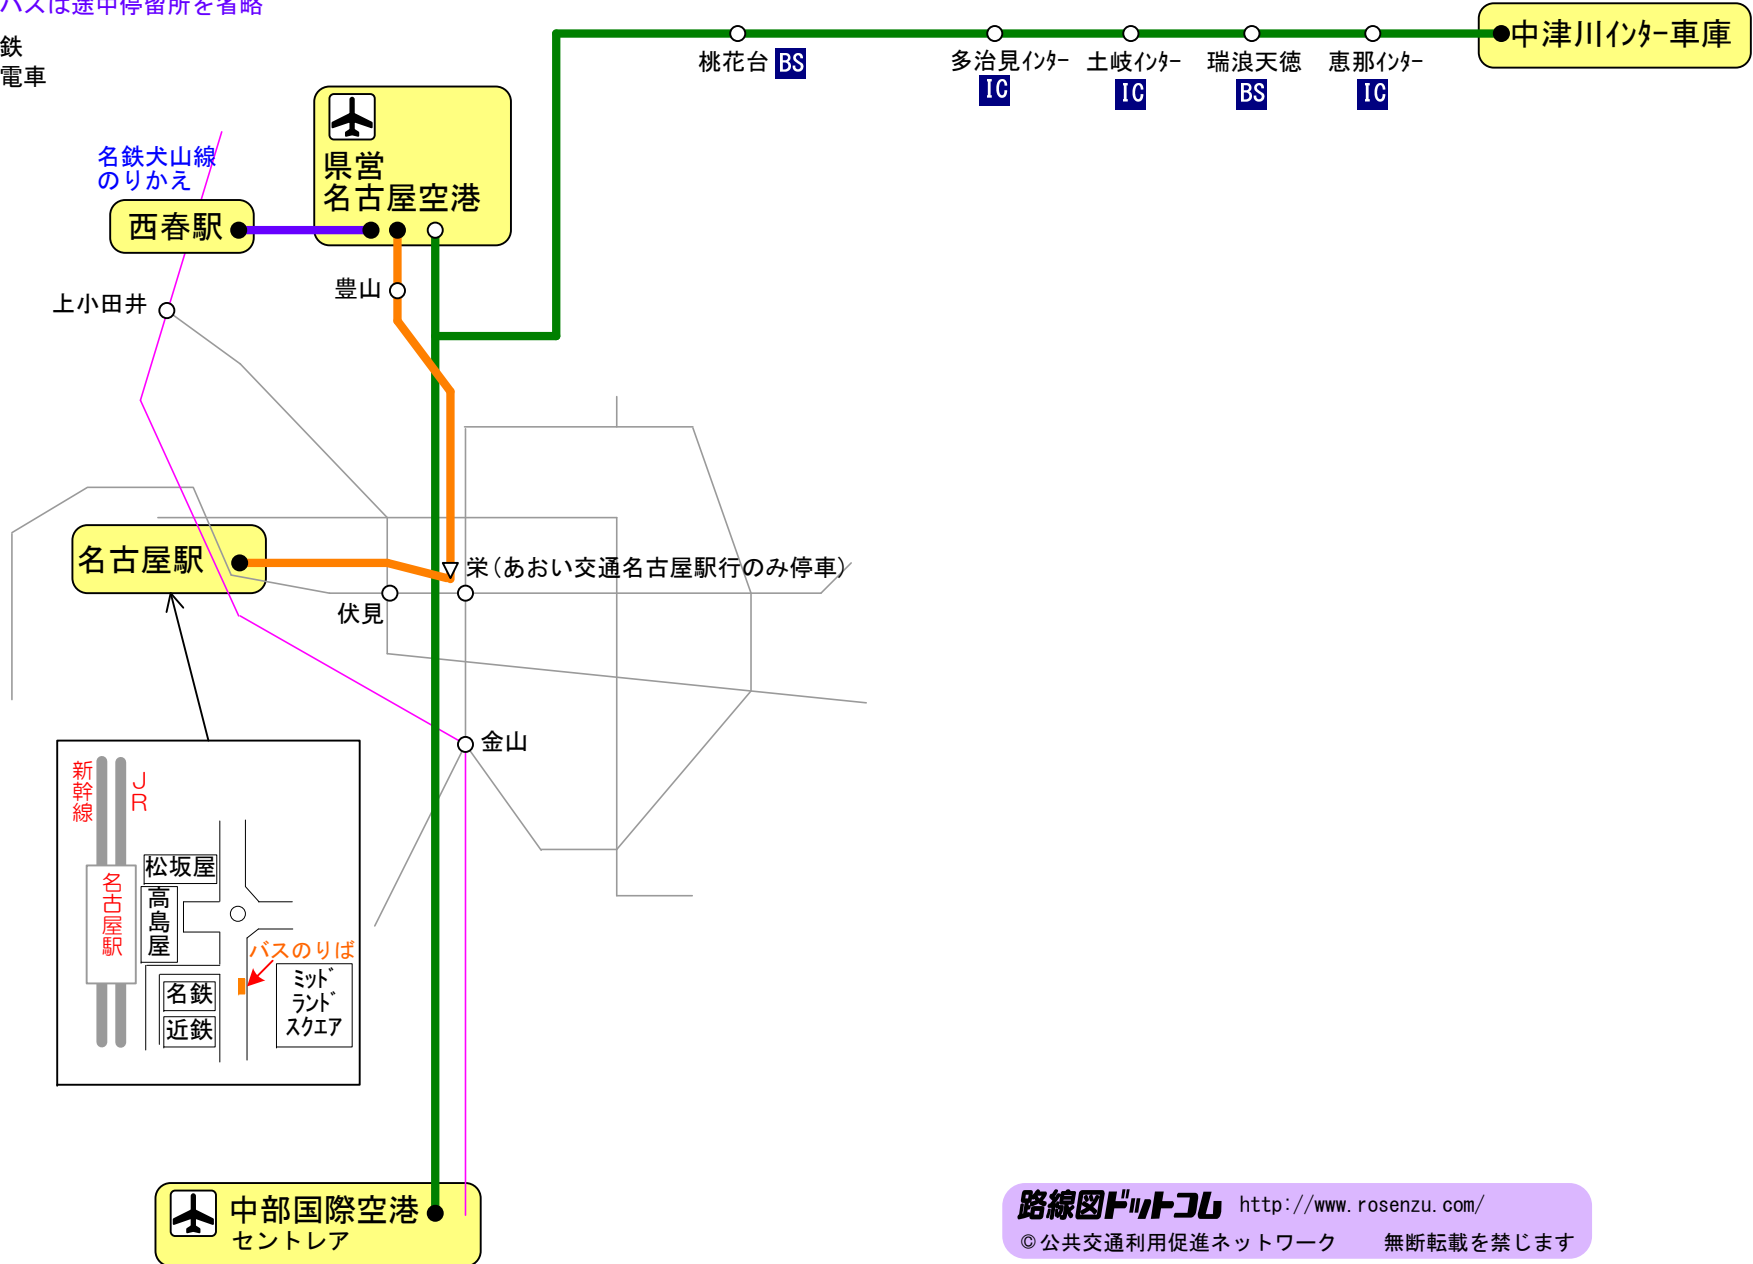 バスは途中停留所を省略
鉄
電車
中津川ｲﾝﾀｰ車庫
桃花台 BS
多治見ｲﾝﾀｰ
IC
土岐ｲﾝﾀｰ
IC
瑞浪天徳
BS
恵那ｲﾝﾀｰ
IC
県営
名古屋空港
名鉄犬山線
のりかえ
西春駅
豊山
上小田井
名古屋駅
栄(あおい交通名古屋駅行のみ停車)
伏見
金山
新幹線
JR
松坂屋
名古屋駅
高島屋
バスのりば
ﾐｯﾄﾞ
ﾗﾝﾄﾞ
ｽｸｴｱ
名鉄
近鉄
中部国際空港
セントレア
路線図ドットコム http://www.rosenzu.com/
©公共交通利用促進ネットワーク 無断転載を禁じます